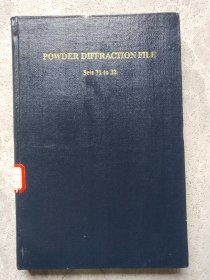 POWDER DIFFRACTION FILE
Sets 31 to 32